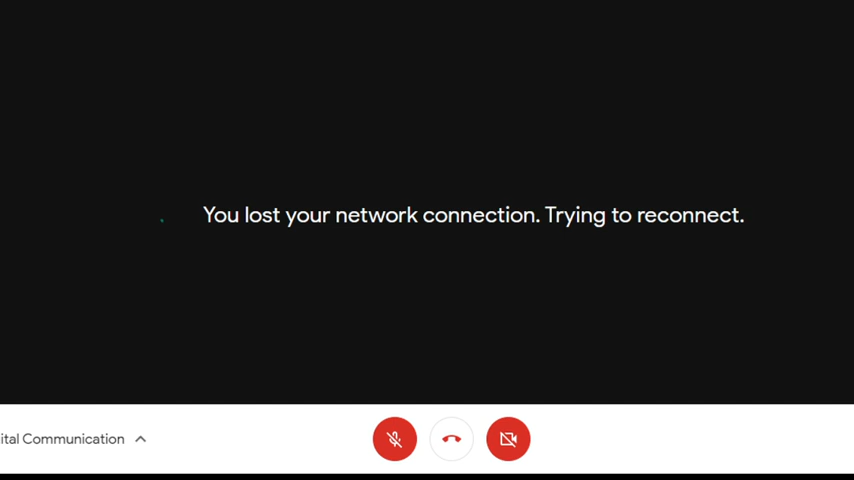 You lost your network connection. Trying to reconnect.
ital Communication